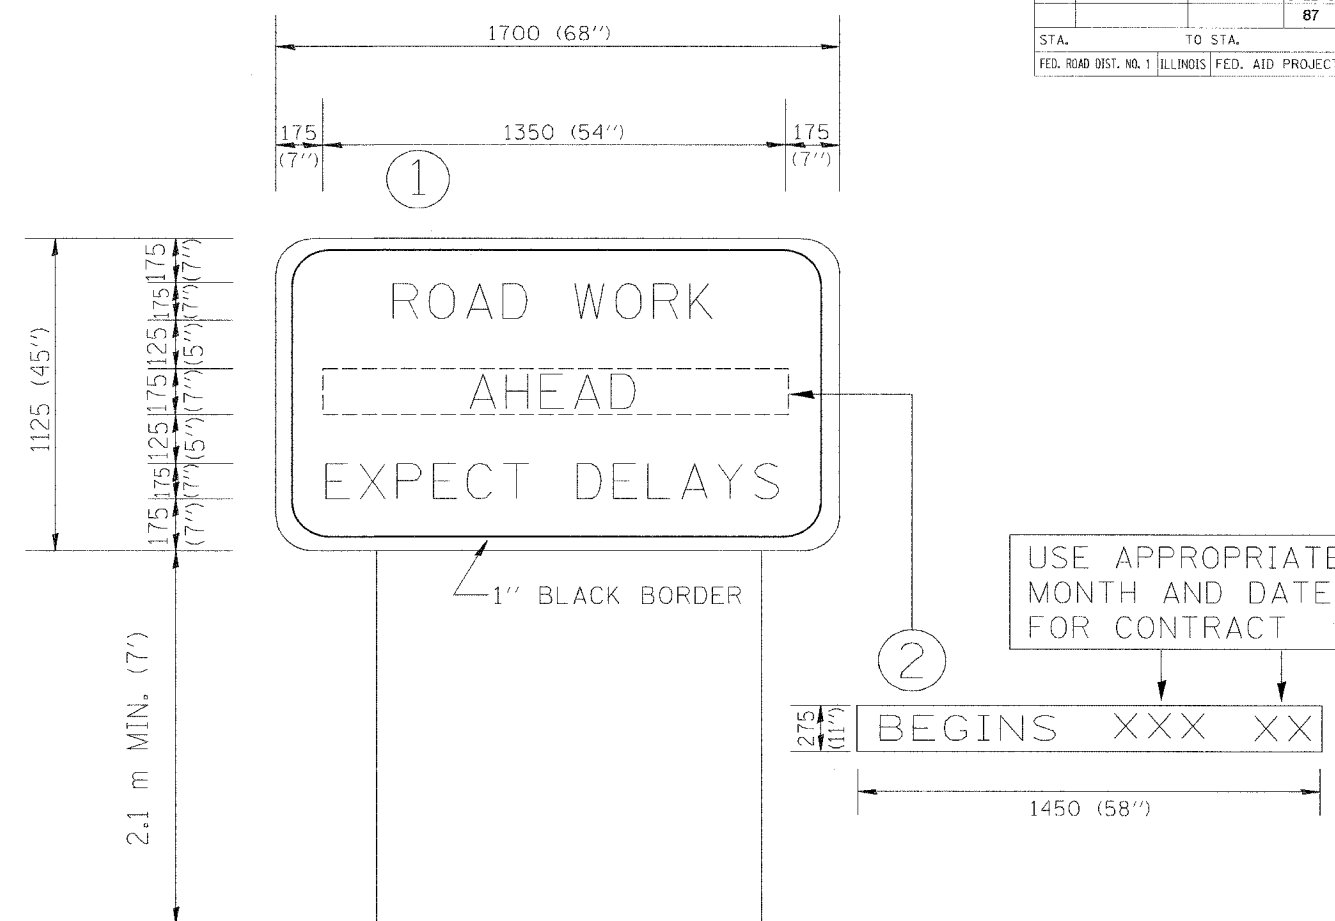 87
STA. TO STA.
FED. ROAD DIST. NO. 1 ILLINOIS FED. AID PROJECT
1700 (68'')
175 (7'')
1350 (54'')
175 (7'')
1
1125 (45'')
175 (7'')
175 (7'')
125 (5'')
175 (7'')
125 (5'')
175 (7'')
175 (7'')
ROAD WORK
AHEAD
EXPECT DELAYS
1'' BLACK BORDER
2.1 m MIN. (7')
USE APPROPRIATE
MONTH AND DATE
FOR CONTRACT
2
275 (11'')
BEGINS XXX XX
1450 (58'')